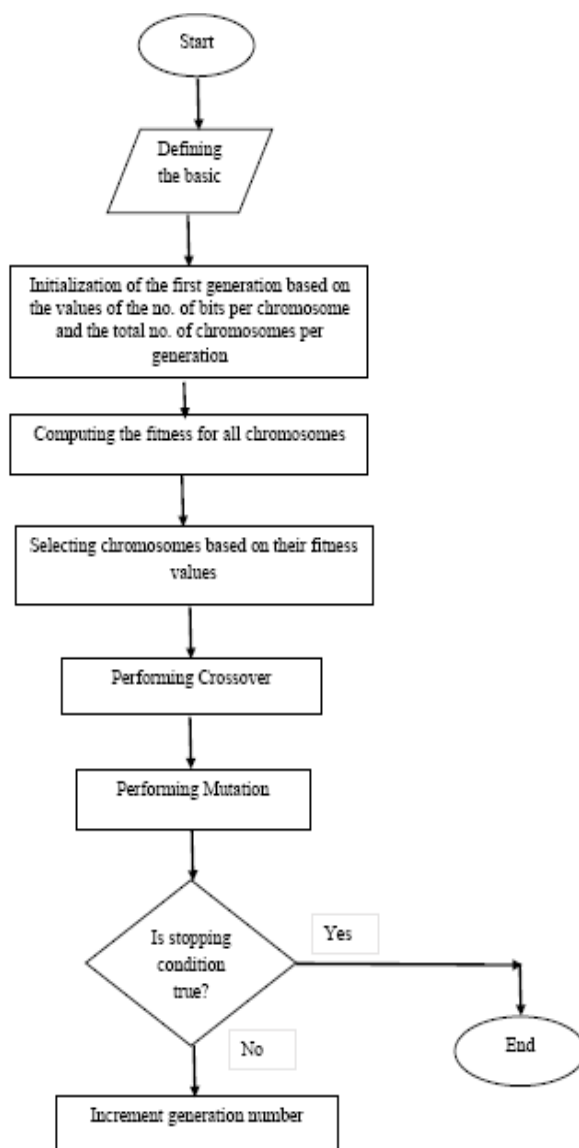 Start
Defining
the basic
Initialization of the first generation based on
the values of the no. of bits per chromosome
and the total no. of chromosomes per
generation
Computing the fitness for all chromosomes
Selecting chromosomes based on their fitness
values
Performing Crossover
Performing Mutation
Is stopping
condition
true?
Yes
No
End
Increment generation number